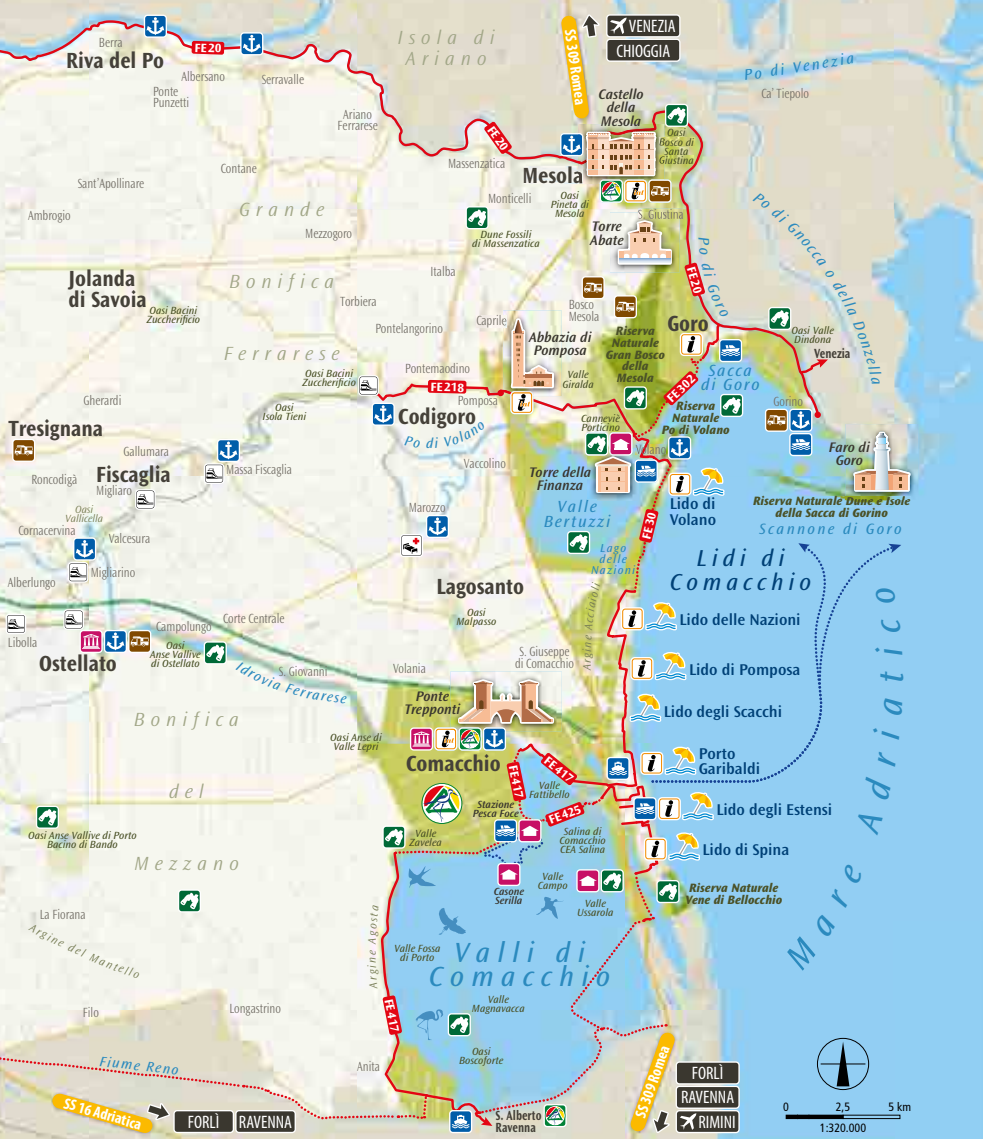 SS 309 Romea
VENEZIA
CHIOGGIA
Isola di
Ariano
Berra
FE20
Riva del Po
Albersano
Serravalle
Ponte
Punzetti
Po di Venezia
Ca' Tiepolo
Castello
della
Mesola
Ariano
Ferrarese
FE20
Oasi
Bosco di
Santa
Giustina
Massenzatica
Mesola
Contane
Sant'Apollinare
Monticelli
Oasi
Pineta di
Mesola
S. Giustina
Ambrogio
Grande
Mezzogoro
Dune Fossili
di Massenzatica
Torre
Abate
Po di Goro
Po di Gnocca o della Donzella
FE20
Jolanda
di Savoia
Bonifica
Italba
Torbiera
Oasi Bacini
Zuccherificio
Bosco
Mesola
Caprile
Pontelangorino
Abbazia di
Pomposa
Riserva
Naturale
Gran Bosco
della
Mesola
Goro
Oasi Valle
Dindona
Venezia
Ferrarese
Oasi Bacini
Zuccherificio
Pontemaodino
Valle
Giralda
Sacca
di Goro
FE218
Pomposa
FE302
Gherardi
Oasi
Isola Tieni
Codigoro
Po di Volano
Canneviè
Porticino
Riserva
Naturale
Po di Volano
Gorino
Tresignana
Gallumara
Massa Fiscaglia
Vaccolino
Volano
Faro di
Goro
Roncodigà
Fiscaglia
Migliaro
Torre della
Finanza
Lido di
Volano
Riserva Naturale Dune e Isole
della Sacca di Gorino
Scannone di Goro
Oasi
Vallicella
Marozzo
Valle
Bertuzzi
FE 30
Cornacervina
Valcesura
Lago
delle
Nazioni
Lidi di
Comacchio
Alberlungo
Migliarino
Lagosanto
Argine Acciaioli
Oasi
Malpasso
Lido delle Nazioni
Libolla
Campolungo
Corte Centrale
Ostellato
Oasi
Anse Vallive
di Ostellato
S. Giovanni
Idrovia Ferrarese
Volania
S. Giuseppe
di Comacchio
Lido di Pomposa
Ponte
Trepponti
Lido degli Scacchi
Mare Adriatico
Bonifica
Oasi Anse di
Valle Lepri
Comacchio
FE417
FE417
Valle
Fattibello
Porto
Garibaldi
del
Stazione
Pesca Foce
FE425
Lido degli Estensi
Oasi Anse Vallive di Porto
Bacino di Bando
Valle
Zavelea
Salina di
Comacchio
CEA Salina
Lido di Spina
Mezzano
Casone
Serilla
Valle
Campo
Valle
Ussarola
Riserva Naturale
Vene di Bellocchio
La Fiorana
Argine del Mantello
Argine Agosta
Valle Fossa
di Porto
Valli di
Comacchio
Filo
Longastrino
FE417
Valle
Magnavacca
Oasi
Boscoforte
Fiume Reno
Anita
SS 309 Romea
FORLÌ
RAVENNA
RIMINI
SS 16 Adriatica
FORLÌ
RAVENNA
S. Alberto
Ravenna
0 2,5 5 km
1:320.000